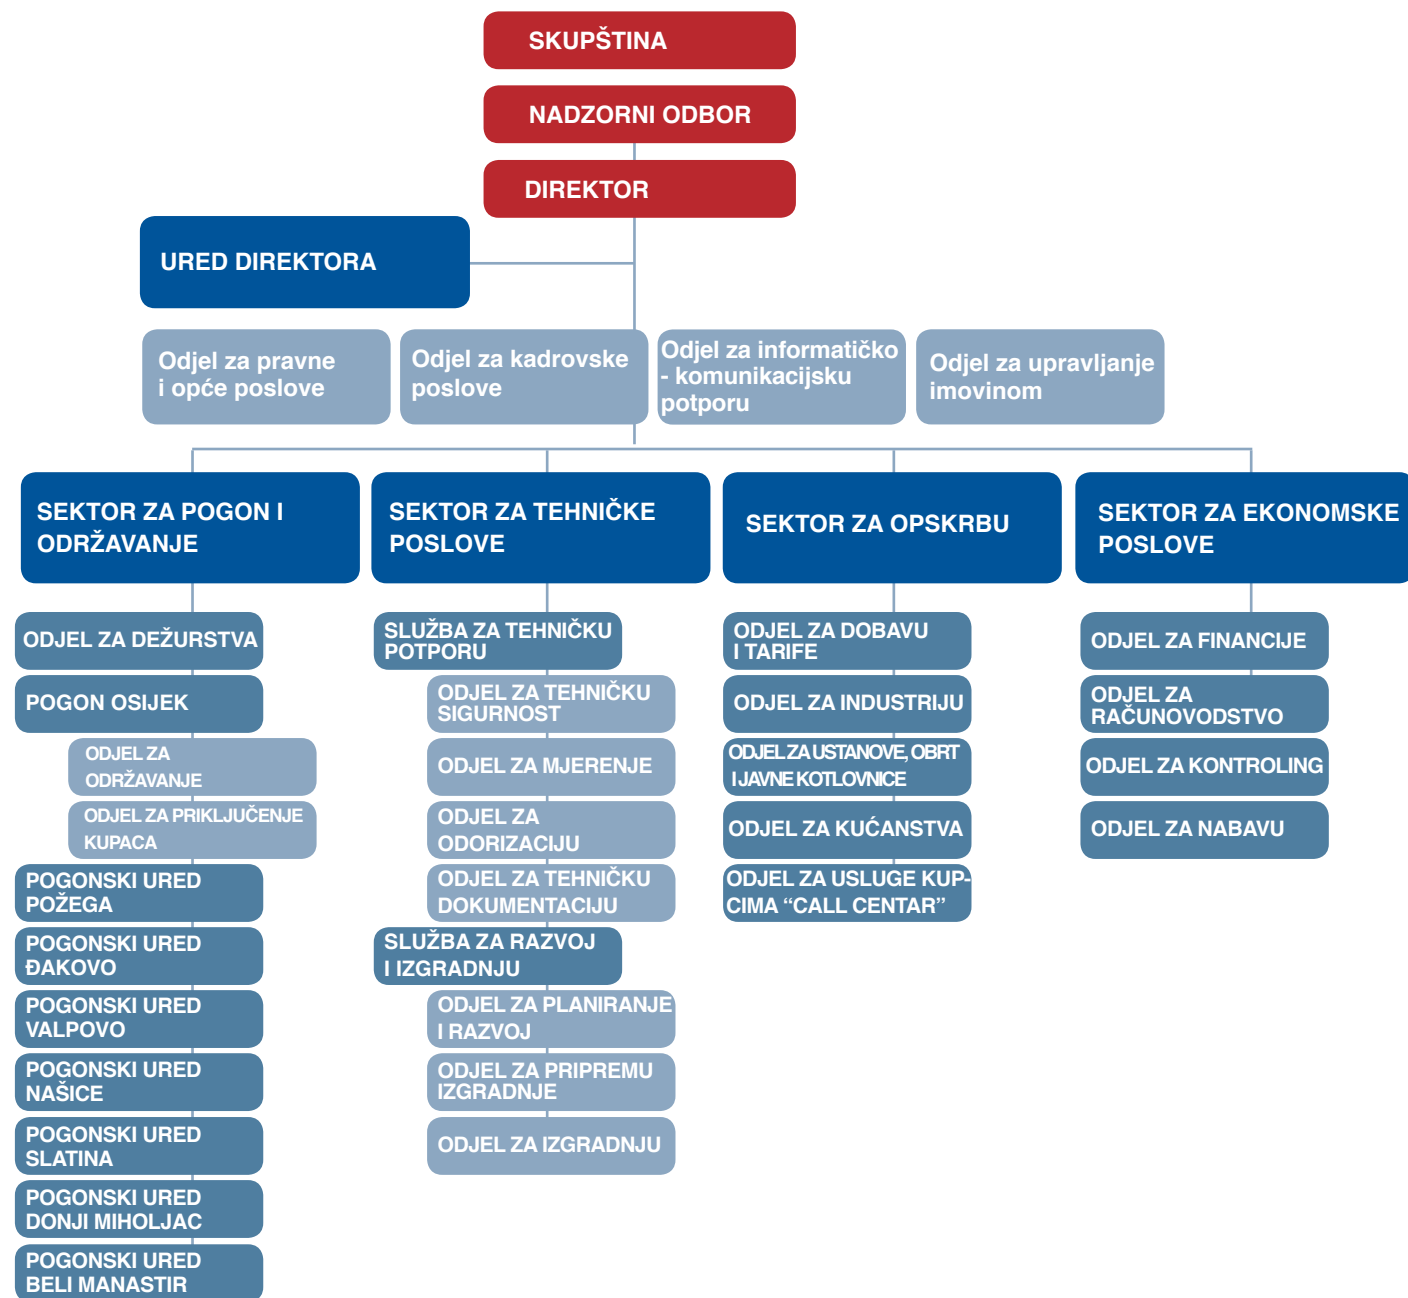 SKUPŠTINA
NADZORNI ODBOR
DIREKTOR
URED DIREKTORA
Odjel za pravne
i opće poslove
Odjel za kadrovske
poslove
Odjel za informatičko
- komunikacijsku
potporu
Odjel za upravljanje
imovinom
SEKTOR ZA POGON I
ODRŽAVANJE
ODJEL ZA DEŽURSTVA
POGON OSIJEK
ODJEL ZA
ODRŽAVANJE
ODJEL ZA PRIKLJUČENJE
KUPACA
POGONSKI URED
POŽEGA
POGONSKI URED
ĐAKOVO
POGONSKI URED
VALPOVO
POGONSKI URED
NAŠICE
POGONSKI URED
SLATINA
POGONSKI URED
DONJI MIHOLJAC
POGONSKI URED
BELI MANASTIR
SEKTOR ZA TEHNIČKE
POSLOVE
SLUŽBA ZA TEHNIČKU
POTPORU
ODJEL ZA TEHNIČKU
SIGURNOST
ODJEL ZA MJERENJE
ODJEL ZA
ODORIZACIJU
ODJEL ZA TEHNIČKU
DOKUMENTACIJU
SLUŽBA ZA RAZVOJ
I IZGRADNJU
ODJEL ZA PLANIRANJE
I RAZVOJ
ODJEL ZA PRIPREMU
IZGRADNJE
ODJEL ZA IZGRADNJU
SEKTOR ZA OPSKRBU
ODJEL ZA DOBAVU
I TARIFE
ODJEL ZA INDUSTRIJU
ODJEL ZA USTANOVE, OBRT
I JAVNE KOTLOVNICE
ODJEL ZA KUĆANSTVA
ODJEL ZA USLUGE KUP-
CIMA “CALL CENTAR”
SEKTOR ZA EKONOMSKE
POSLOVE
ODJEL ZA FINANCIJE
ODJEL ZA
RAČUNOVODSTVO
ODJEL ZA KONTROLING
ODJEL ZA NABAVU